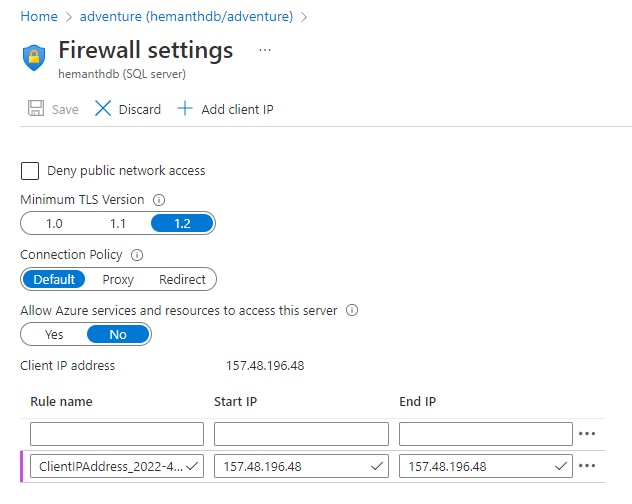 Home > adventure (hemanthdb/adventure) >
Firewall settings ...
hemanthdb (SQL server)
Save Discard Add client IP
Deny public network access
Minimum TLS Version
1.0 1.1 1.2
Connection Policy
Default Proxy Redirect
Allow Azure services and resources to access this server
Yes No
Client IP address 157.48.196.48
Rule name Start IP End IP
ClientIPAddress_2022-4... 157.48.196.48 157.48.196.48